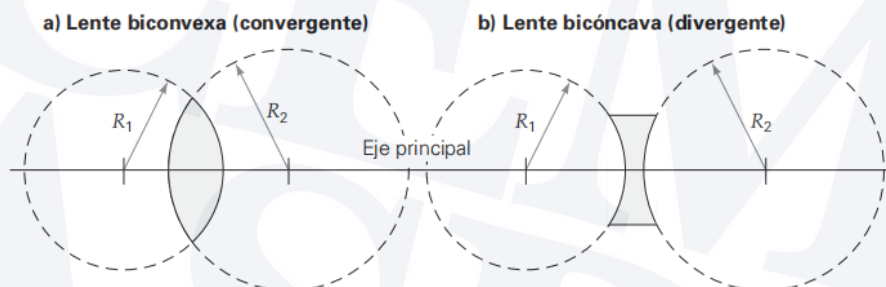 a) Lente biconvexa (convergente)
b) Lente bicóncava (divergente)
R1
R2
Eje principal
R1
R2